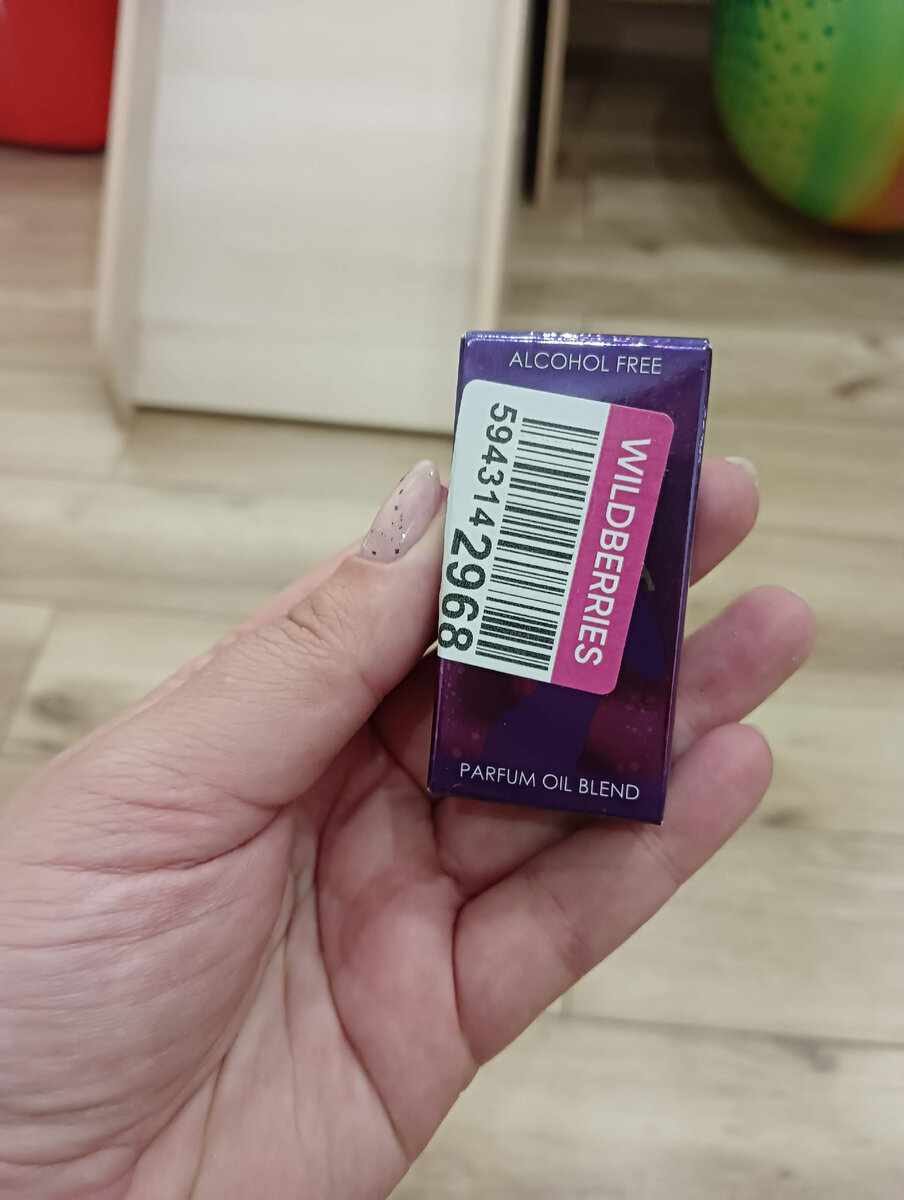 ALCOHOL FREE
WILDBERRIES
5943142968
PARFUM OIL BLEND